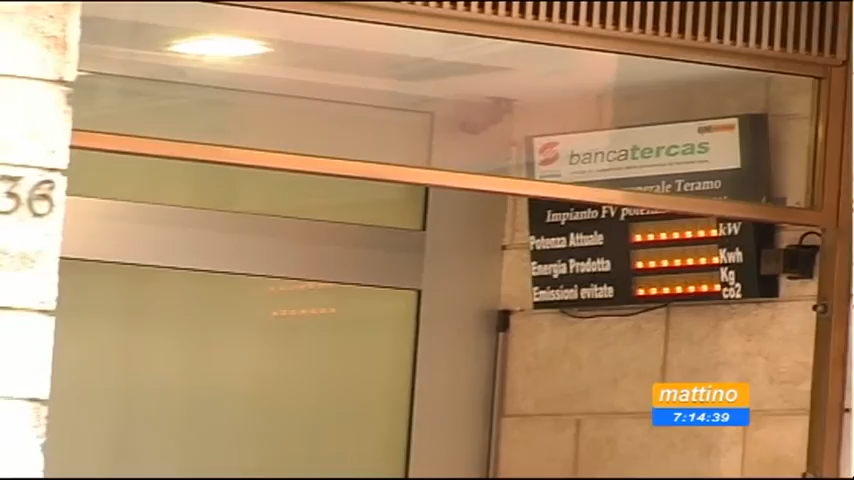 36
bancatercas
Teramo
Impianto FV
Potenza Attuale kW
Energia Prodotta Kwh
Emissioni evitate Kg
co2
mattino
7:14:39